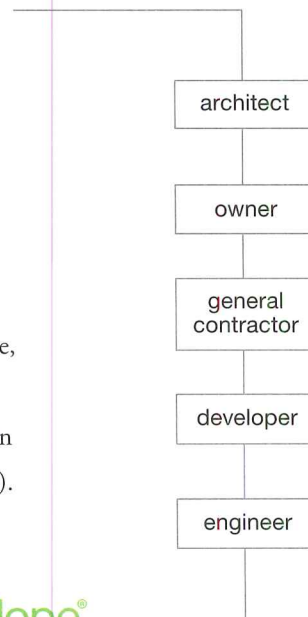 architect
owner
general
contractor
e,
developer
n
).
engineer